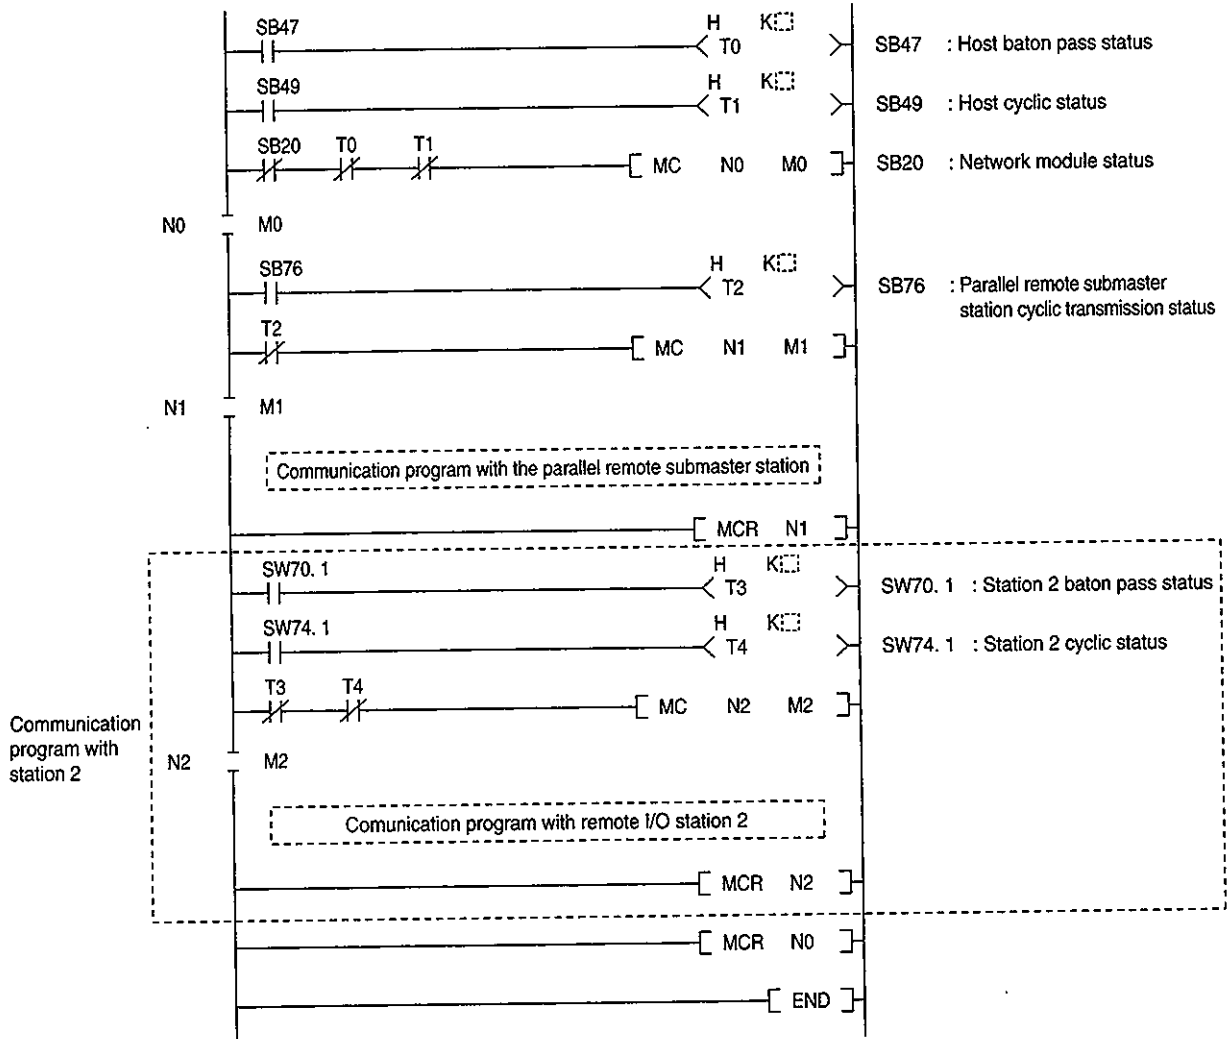 SB47
H K
T0
SB47 : Host baton pass status
SB49
H K
T1
SB49 : Host cyclic status
SB20 T0 T1
MC N0 M0
SB20 : Network module status
N0 M0
SB76
H K
T2
SB76 : Parallel remote submaster
station cyclic transmission status
T2
MC N1 M1
N1 M1
Communication program with the parallel remote submaster station
MCR N1
SW70. 1
H K
T3
SW70. 1 : Station 2 baton pass status
SW74. 1
H K
T4
SW74. 1 : Station 2 cyclic status
T3 T4
MC N2 M2
Communication
program with
station 2
N2 M2
Comunication program with remote I/O station 2
MCR N2
MCR N0
END